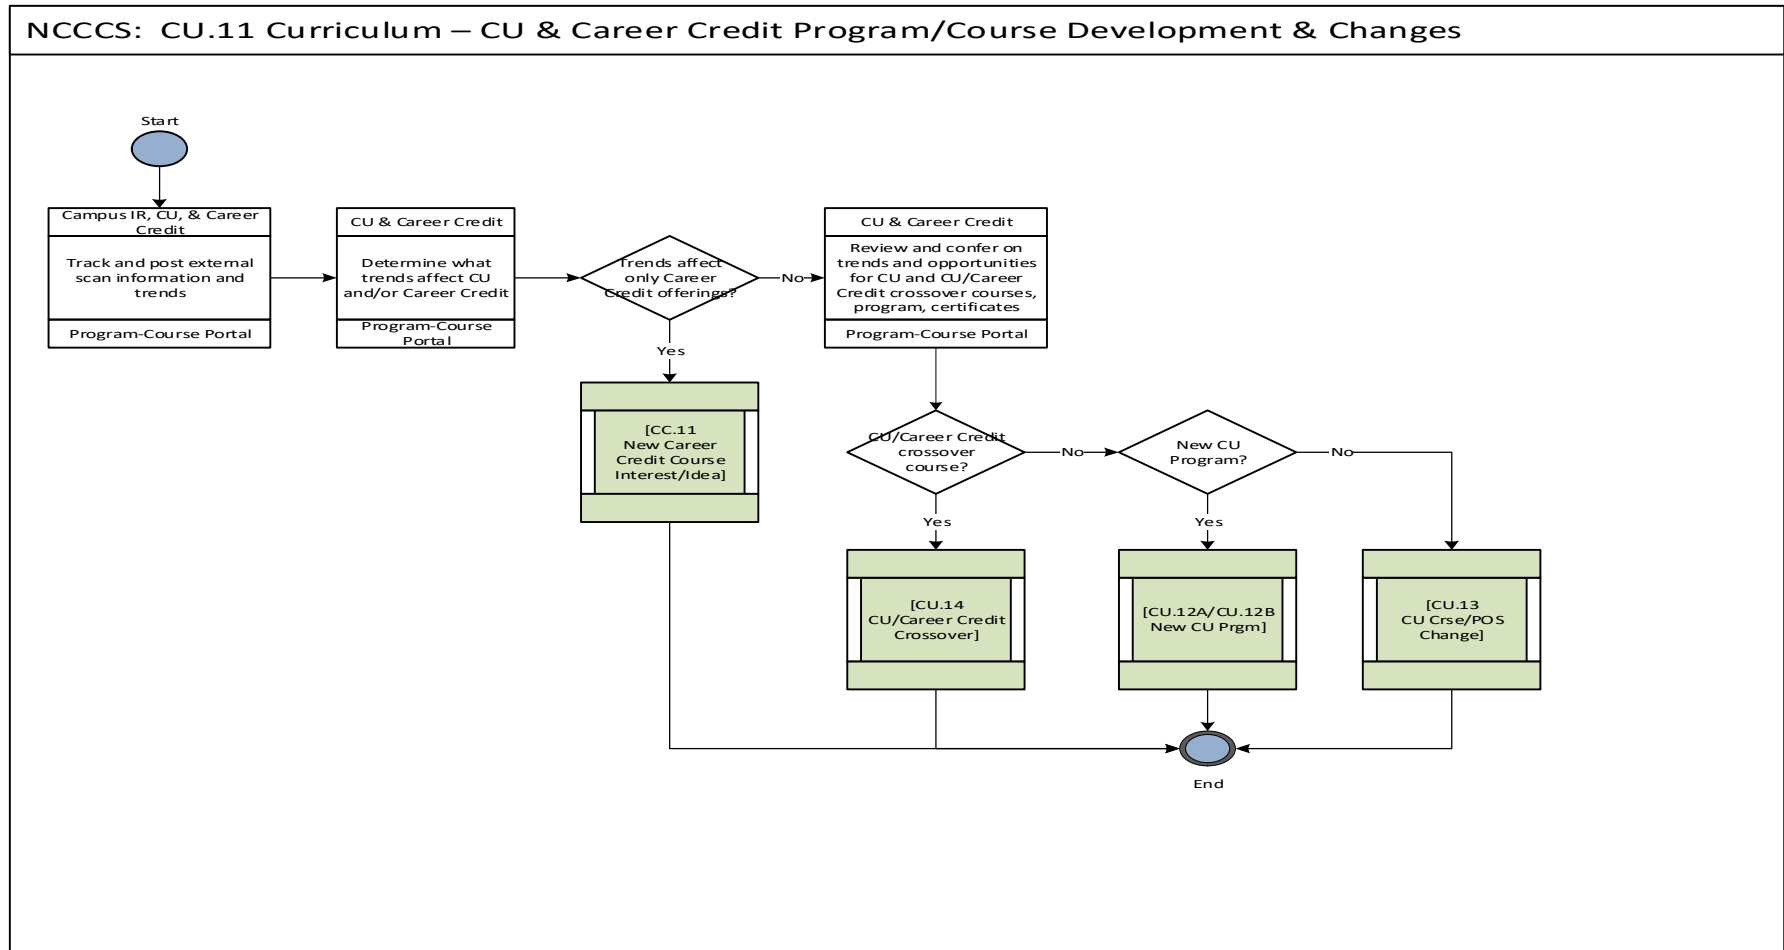 NCCCS:  CU.11 Curriculum – CU & Career Credit Program/Course Development & Changes
Start
Campus IR, CU, & Career
Credit
Track and post external
scan information and
trends
Program-Course Portal
CU & Career Credit
Determine what
trends affect CU
and/or Career Credit
Program-Course
Portal
Trends affect
only Career
Credit offerings?
No
Yes
CU & Career Credit
Review and confer on
trends and opportunities
for CU and CU/Career
Credit crossover courses,
program, certificates
Program-Course Portal
[CC.11
New Career
Credit Course
Interest/Idea]
CU/Career Credit
crossover
course?
No
Yes
New CU
Program?
No
Yes
[CU.14
CU/Career Credit
Crossover]
[CU.12A/CU.12B
New CU Prgm]
[CU.13
CU Crse/POS
Change]
End